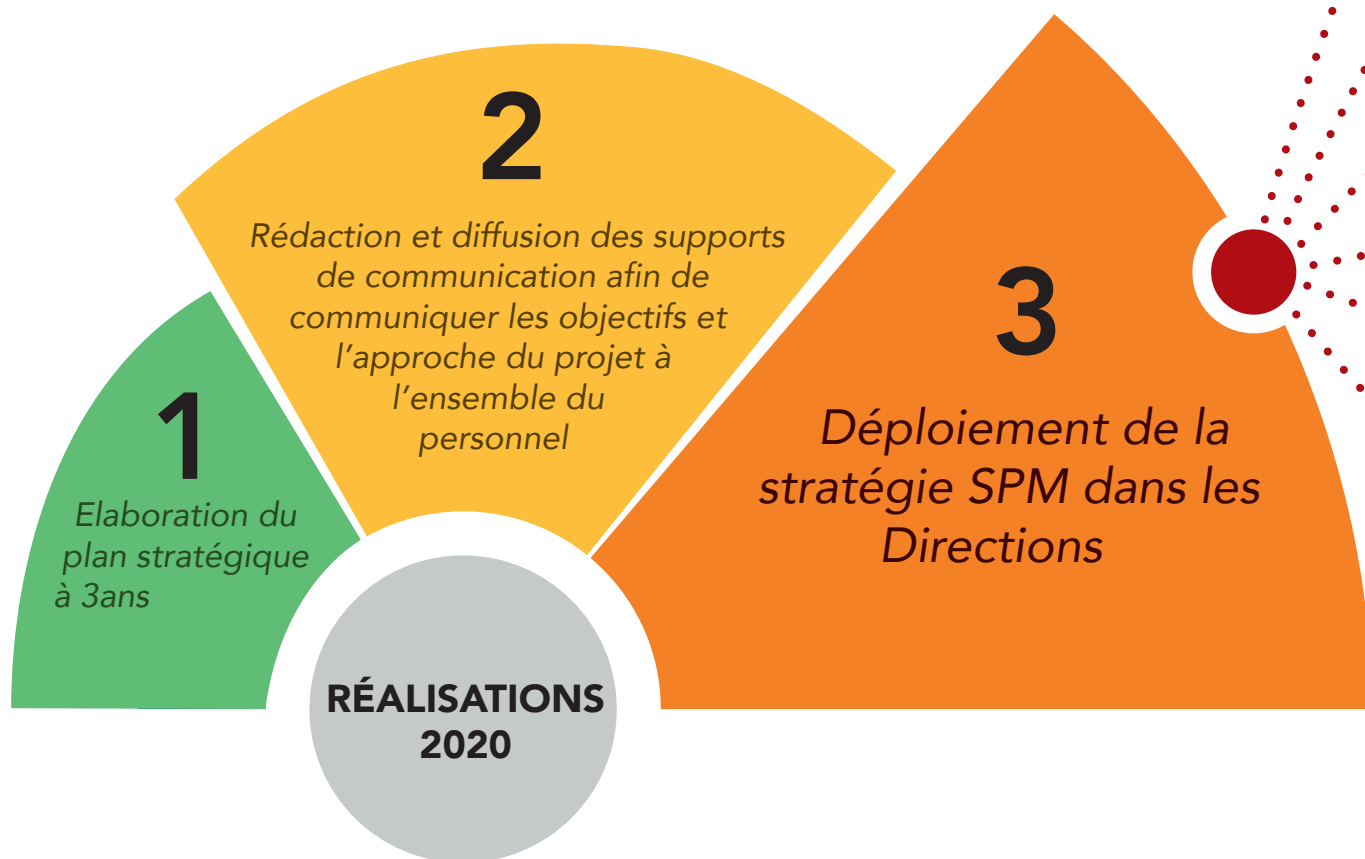 1
Elaboration du
plan stratégique
à 3ans
2
Rédaction et diffusion des supports
de communication afin de
communiquer les objectifs et
l’approche du projet à
l’ensemble du
personnel
3
Déploiement de la
stratégie SPM dans les
Directions
RÉALISATIONS
2020